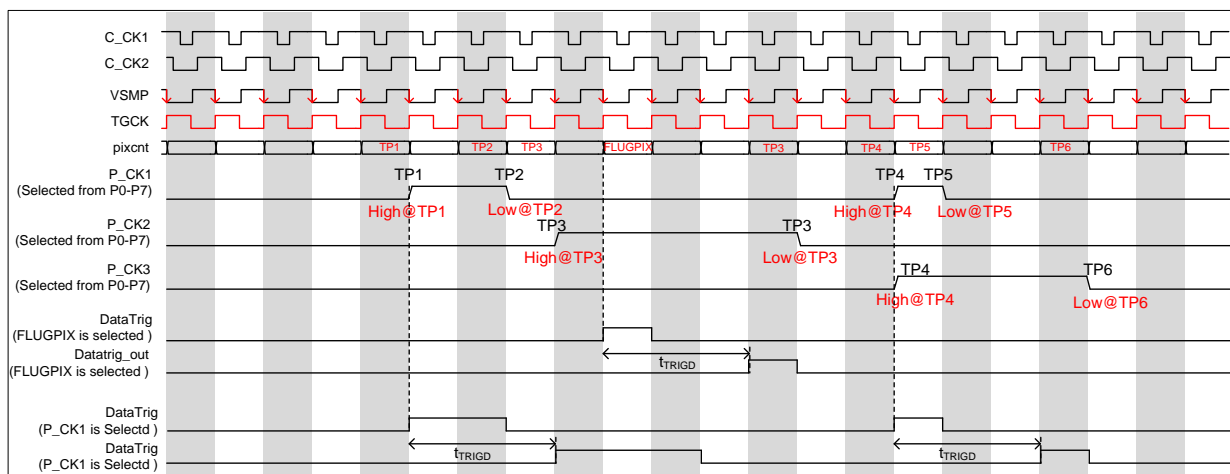 C_CK1
C_CK2
VSMP
TGCK
pixcnt TP1 TP2 TP3 FLUGPIX TP3 TP4 TP5 TP6
P_CK1
(Selected from P0-P7)
TP1 TP2 TP4 TP5
High@TP1 Low@TP2 High@TP4 Low@TP5
P_CK2
(Selected from P0-P7)
TP3 TP3
High@TP3 Low@TP3
P_CK3
(Selected from P0-P7)
TP4 TP6
High@TP4 Low@TP6
DataTrig
(FLUGPIX is selected )
Datatrig_out
(FLUGPIX is selected )
tTRIGD
DataTrig
(P_CK1 is Selectd )
DataTrig
(P_CK1 is Selectd )
tTRIGD tTRIGD